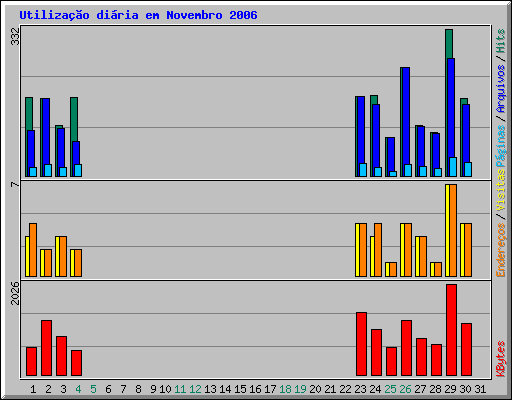 Utilização diária em Novembro 2006
332
7
2026
Endereços / Visitas Páginas / Arquivos / Hits
KBytes
1 2 3 4 5 6 7 8 9 10 11 12 13 14 15 16 17 18 19 20 21 22 23 24 25 26 27 28 29 30 31